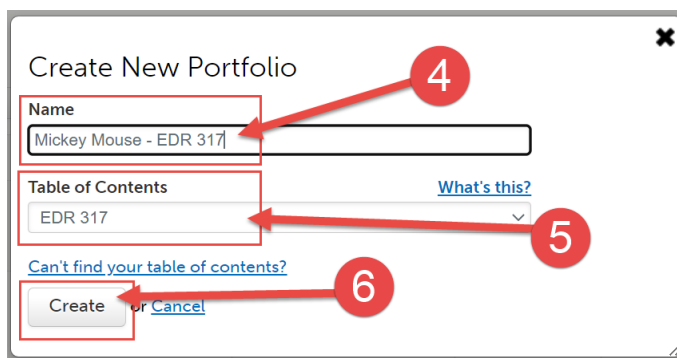 Create New Portfolio
4
Name
Mickey Mouse - EDR 317
Table of Contents What's this?
EDR 317
5
Can't find your table of contents?
6
Create or Cancel